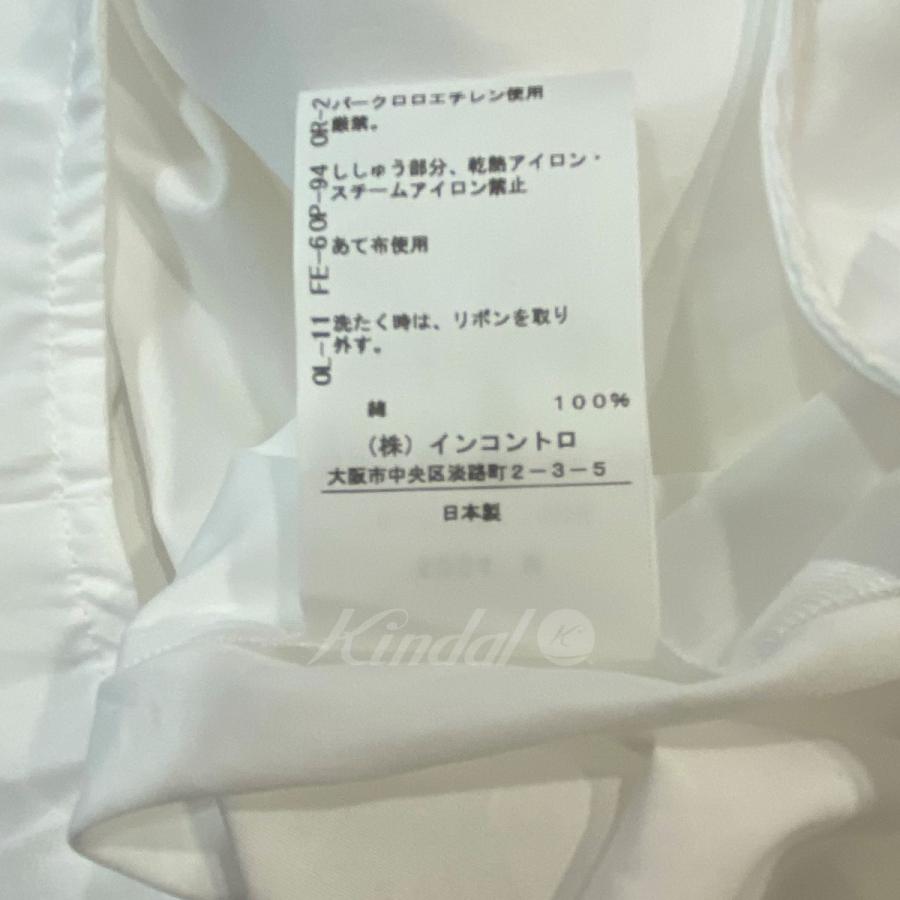 パークロロエチレン使用
厳禁。
ししゅう部分、乾熱アイロン・
スチームアイロン禁止
あて布使用
洗たく時は、リボンを取り
外す。
OL-11 FE-6 OP-94 OR-2
綿 100%
（株）インコントロ
大阪市中央区淡路町2-3-5
日本製
Kindal K